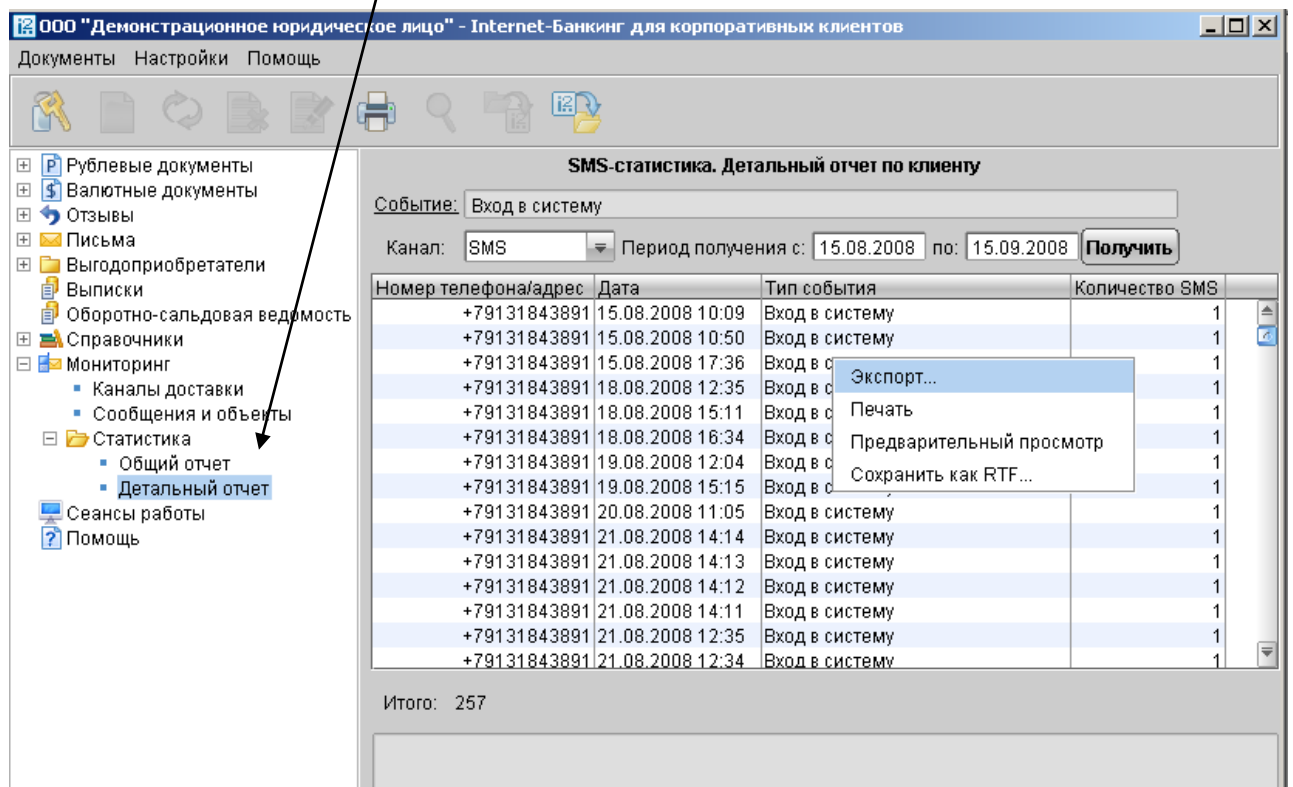 ООО "Демонстрационное юридическое лицо" - Internet-Банкинг для корпоративных клиентов
Документы Настройки Помощь
Рублевые документы
Валютные документы
Отзывы
Письма
Выгодоприобретатели
Выписки
Оборотно-сальдовая ведомость
Справочники
Мониторинг
Каналы доставки
Сообщения и объекты
Статистика
Общий отчет
Детальный отчет
Сеансы работы
Помощь
SMS-статистика. Детальный отчет по клиенту
Событие: Вход в систему
Канал: SMS Период получения с: 15.08.2008 по: 15.09.2008 Получить
Номер телефона/адрес Дата Тип события Количество SMS
+79131843891 15.08.2008 10:09 Вход в систему 1
+79131843891 15.08.2008 10:50 Вход в систему 1
+79131843891 15.08.2008 17:36 Вход в с 1
+79131843891 18.08.2008 12:35 Вход в с 1
+79131843891 18.08.2008 15:11 Вход в с 1
+79131843891 18.08.2008 16:34 Вход в с 1
+79131843891 19.08.2008 12:04 Вход в с 1
+79131843891 19.08.2008 15:15 Вход в с 1
+79131843891 20.08.2008 11:05 Вход в систему 1
+79131843891 21.08.2008 14:14 Вход в систему 1
+79131843891 21.08.2008 14:13 Вход в систему 1
+79131843891 21.08.2008 14:12 Вход в систему 1
+79131843891 21.08.2008 14:11 Вход в систему 1
+79131843891 21.08.2008 12:35 Вход в систему 1
+79131843891 21.08.2008 12:34 Вход в систему 1
Экспорт...
Печать
Предварительный просмотр
Сохранить как RTF...
Итого: 257